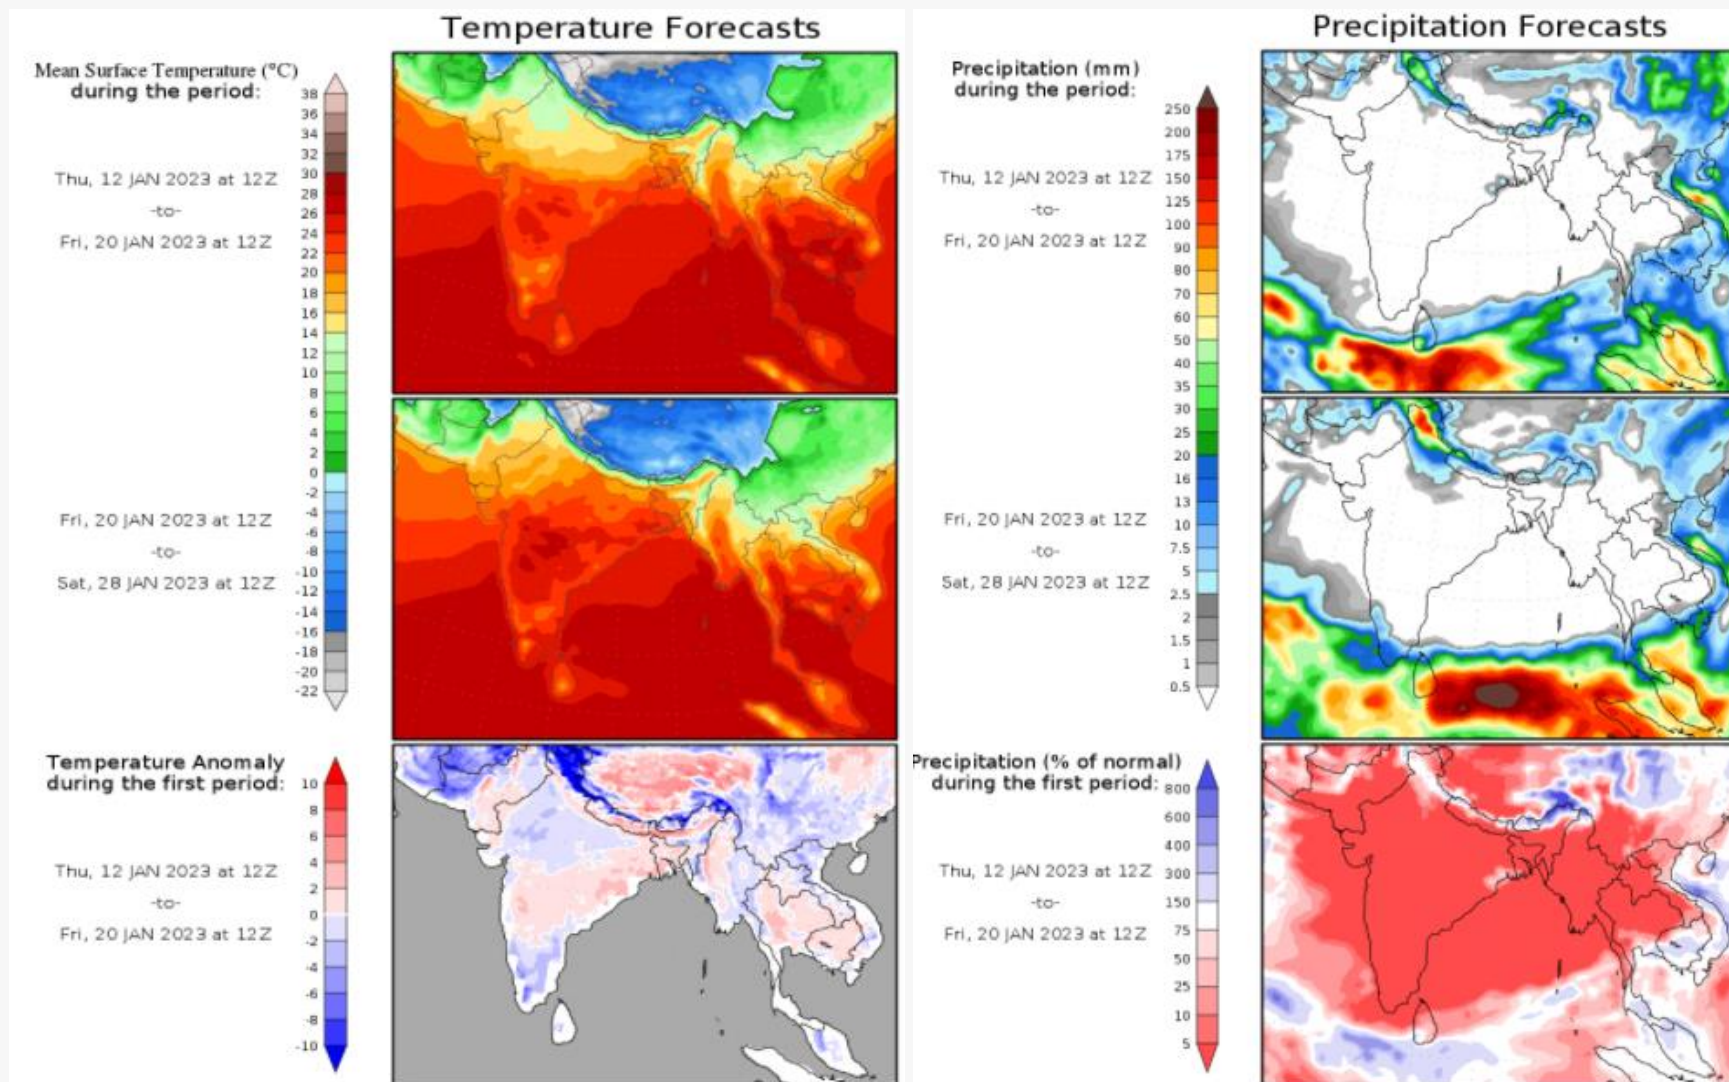 Temperature Forecasts
Mean Surface Temperature (°C)
during the period:
38
36
34
32
30
28
26
24
22
20
18
16
14
12
10
8
6
4
2
0
-2
-4
-6
-8
-10
-12
-14
-16
-18
-20
-22
Thu, 12 JAN 2023 at 12Z
-to-
Fri, 20 JAN 2023 at 12Z
Fri, 20 JAN 2023 at 12Z
-to-
Sat, 28 JAN 2023 at 12Z
Temperature Anomaly
during the first period:
10
8
6
4
2
0
-2
-4
-6
-8
-10
Thu, 12 JAN 2023 at 12Z
-to-
Fri, 20 JAN 2023 at 12Z
Precipitation Forecasts
Precipitation (mm)
during the period:
250
200
175
150
125
100
90
80
70
60
50
40
35
30
25
20
16
13
10
7.5
5
2.5
2
1.5
1
0.5
Thu, 12 JAN 2023 at 12Z
-to-
Fri, 20 JAN 2023 at 12Z
Fri, 20 JAN 2023 at 12Z
-to-
Sat, 28 JAN 2023 at 12Z
Precipitation (% of normal)
during the first period:
800
600
400
300
150
75
50
25
10
5
Thu, 12 JAN 2023 at 12Z
-to-
Fri, 20 JAN 2023 at 12Z